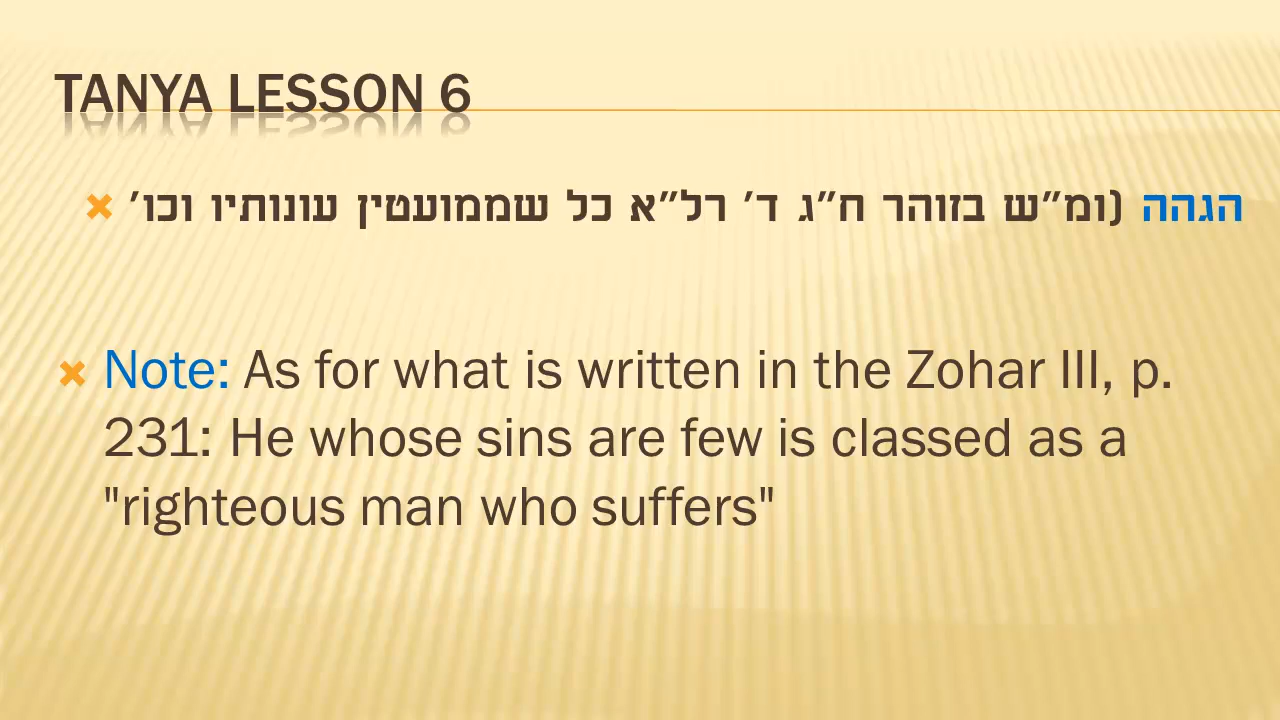 TANYA LESSON 6
הגהה (ומ"ש בזוהר ח"ג ד' רל"א כל שממועטין עונותיו וכו'
Note: As for what is written in the Zohar III, p.
231: He whose sins are few is classed as a
"righteous man who suffers"